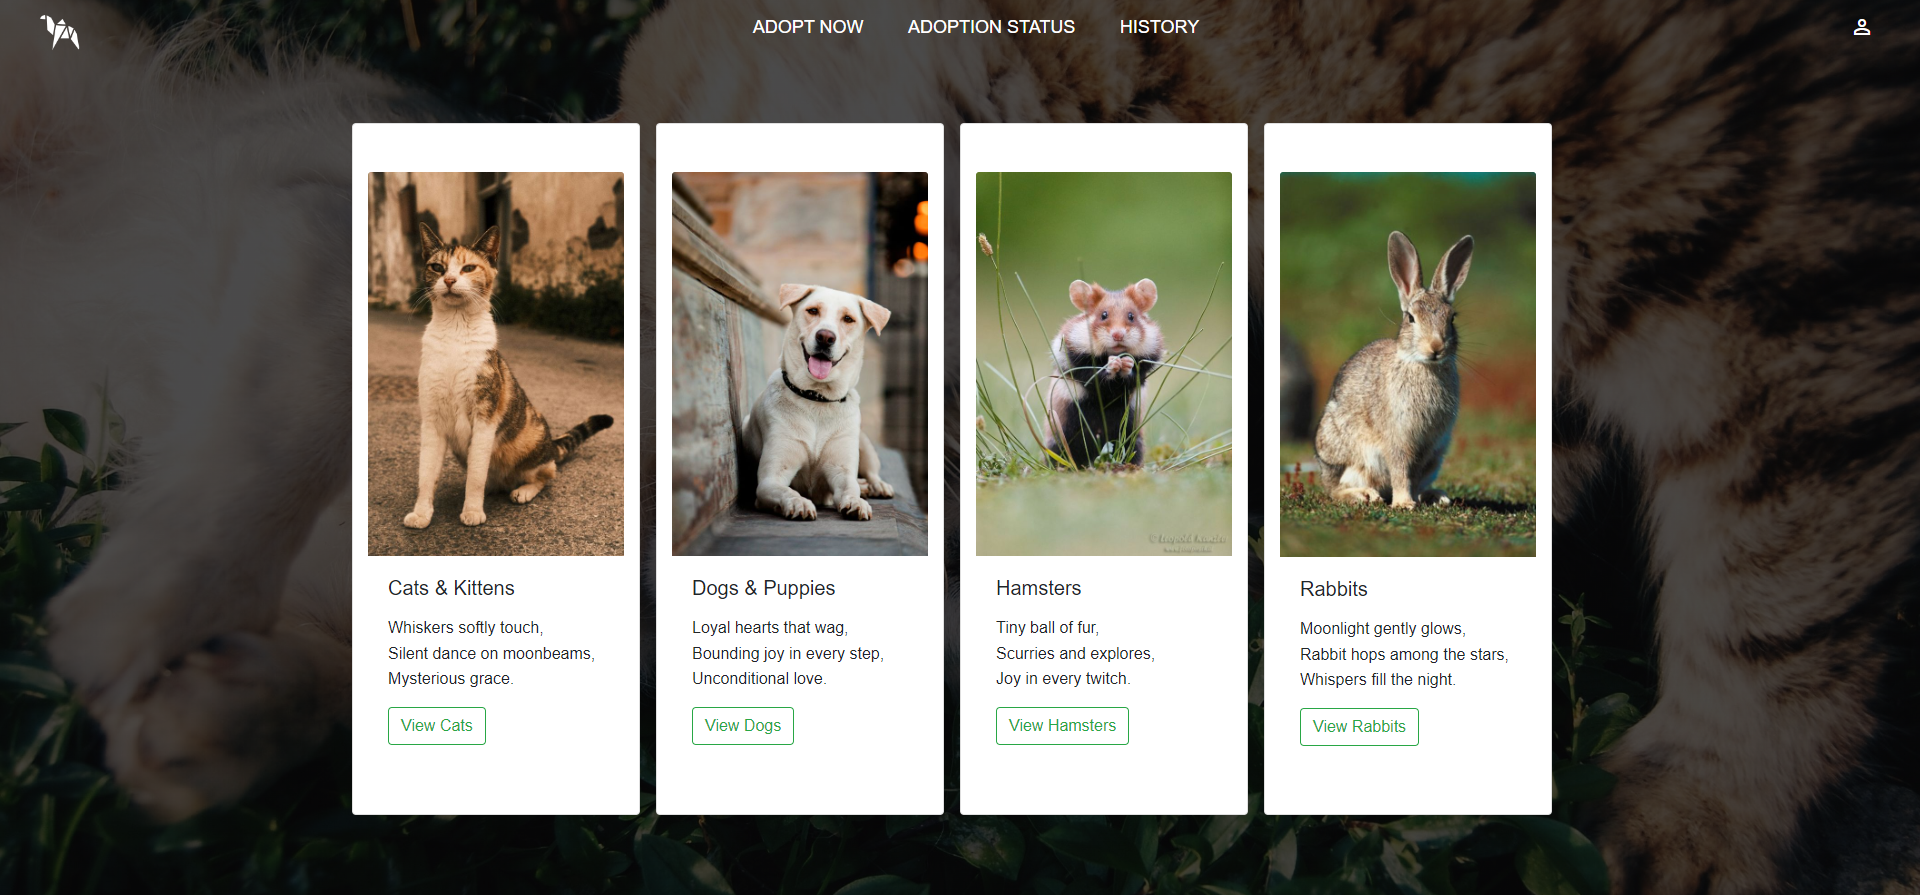 ADOPT NOW ADOPTION STATUS HISTORY
Cats & Kittens
Whiskers softly touch,
Silent dance on moonbeams,
Mysterious grace.
View Cats
Dogs & Puppies
Loyal hearts that wag,
Bounding joy in every step,
Unconditional love.
View Dogs
Hamsters
Tiny ball of fur,
Scurries and explores,
Joy in every twitch.
View Hamsters
Rabbits
Moonlight gently glows,
Rabbit hops among the stars,
Whispers fill the night.
View Rabbits